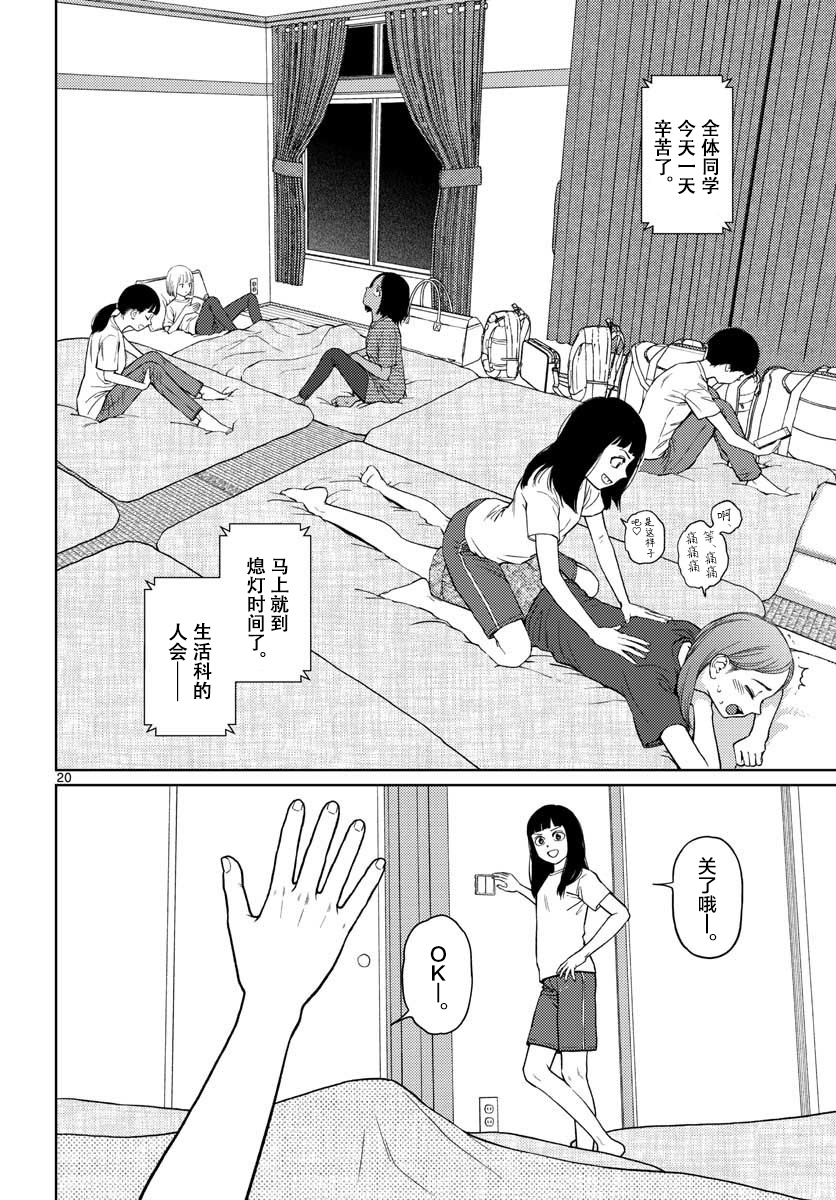 全体同学
今天一天
辛苦了。
啊、
等、痛痛
痛痛痛
是这样子
吧♡
马上就到
熄灯时间了。
生活科的
人会──
20
关了哦—。
OK—。